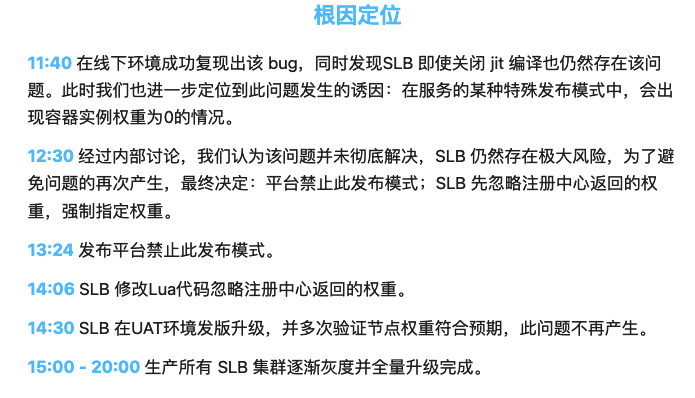 根因定位
11:40 在线下环境成功复现出该 bug，同时发现SLB 即使关闭 jit 编译也仍然存在该问
题。此时我们也进一步定位到此问题发生的诱因：在服务的某种特殊发布模式中，会出
现容器实例权重为0的情况。
12:30 经过内部讨论，我们认为该问题并未彻底解决，SLB 仍然存在极大风险，为了避
免问题的再次产生，最终决定：平台禁止此发布模式；SLB 先忽略注册中心返回的权
重，强制指定权重。
13:24 发布平台禁止此发布模式。
14:06 SLB 修改Lua代码忽略注册中心返回的权重。
14:30 SLB 在UAT环境发版升级，并多次验证节点权重符合预期，此问题不再产生。
15:00 - 20:00 生产所有 SLB 集群逐渐灰度并全量升级完成。